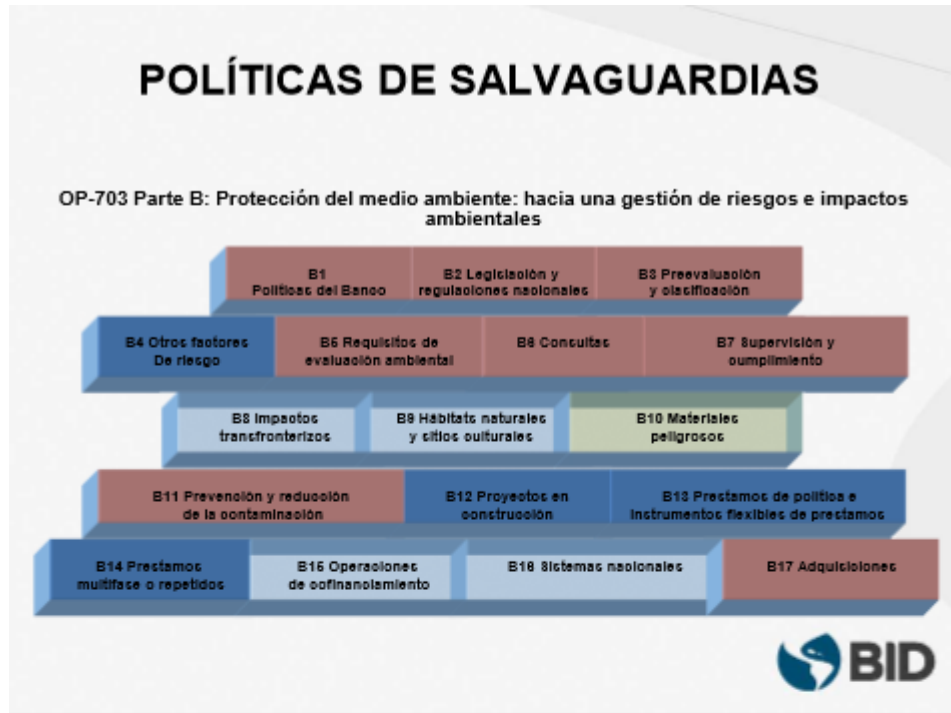 POLÍTICAS DE SALVAGUARDIAS
OP-703 Parte B: Protección del medio ambiente: hacia una gestión de riesgos e impactos
ambientales
B1
Políticas del Banco
B2 Legislación y
regulaciones nacionales
B3 Preevaluación
y clasificación
B4 Otros factores
De riesgo
B5 Requisitos de
evaluación ambiental
B6 Consultas
B7 Supervisión y
cumplimiento
B8 Impactos
transfronterizos
B9 Hábitats naturales
y sitios culturales
B10 Materiales
peligrosos
B11 Prevención y reducción
de la contaminación
B12 Proyectos en
construcción
B13 Prestamos de política e
Instrumentos flexibles de prestamos
B14 Prestamos
multifase o repetidos
B15 Operaciones
de cofinanciamiento
B16 Sistemas nacionales
B17 Adquisiciones
BID